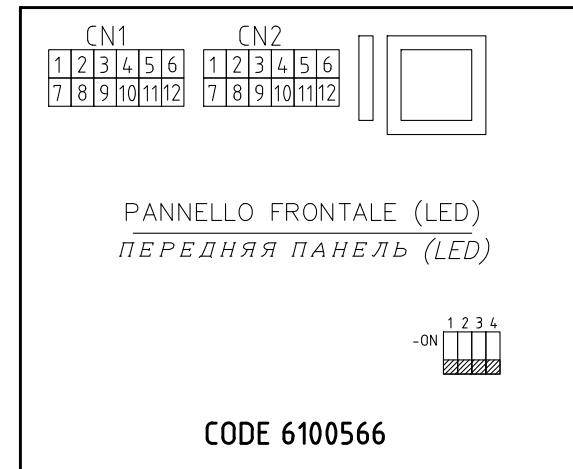 CN1 CN2
1 2 3 4 5 6 1 2 3 4 5 6
7 8 9 10 11 12 7 8 9 10 11 12
PANNELLO FRONTALE (LED)
ПЕРЕДНЯЯ ПАНЕЛЬ (LED)
1 2 3 4
-ON
CODE 6100566